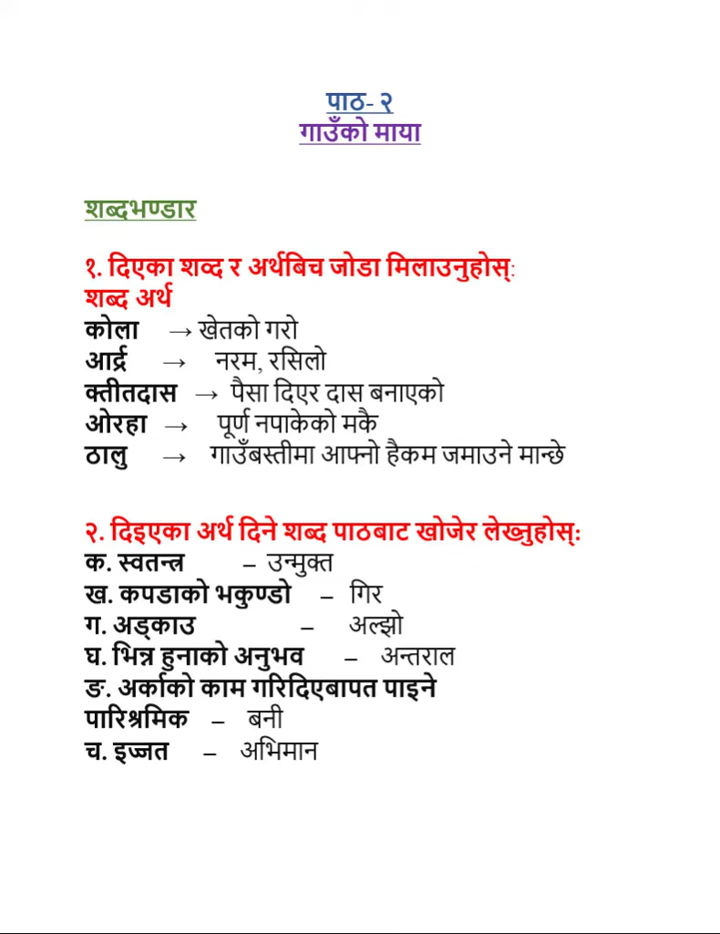 पाठ- २
गाउँको माया
शब्दभण्डार
१. दिएका शव्द र अर्थबिच जोडा मिलाउनुहोस्:
शब्द अर्थ
कोला → खेतको गरो
आर्द्र → नरम, रसिलो
क्तीतदास → पैसा दिएर दास बनाएको
ओरहा → पूर्ण नपाकेको मकै
ठालु → गाउँबस्तीमा आफ्नो हैकम जमाउने मान्छे
२. दिइएका अर्थ दिने शब्द पाठबाट खोजेर लेख्नुहोस्:
क. स्वतन्त्र – उन्मुक्त
ख. कपडाको भकुण्डो – गिर
ग. अड्काउ – अल्झो
घ. भिन्न हुनाको अनुभव – अन्तराल
ङ. अर्काको काम गरिदिएबापत पाइने
पारिश्रमिक – बनी
च. इज्जत – अभिमान